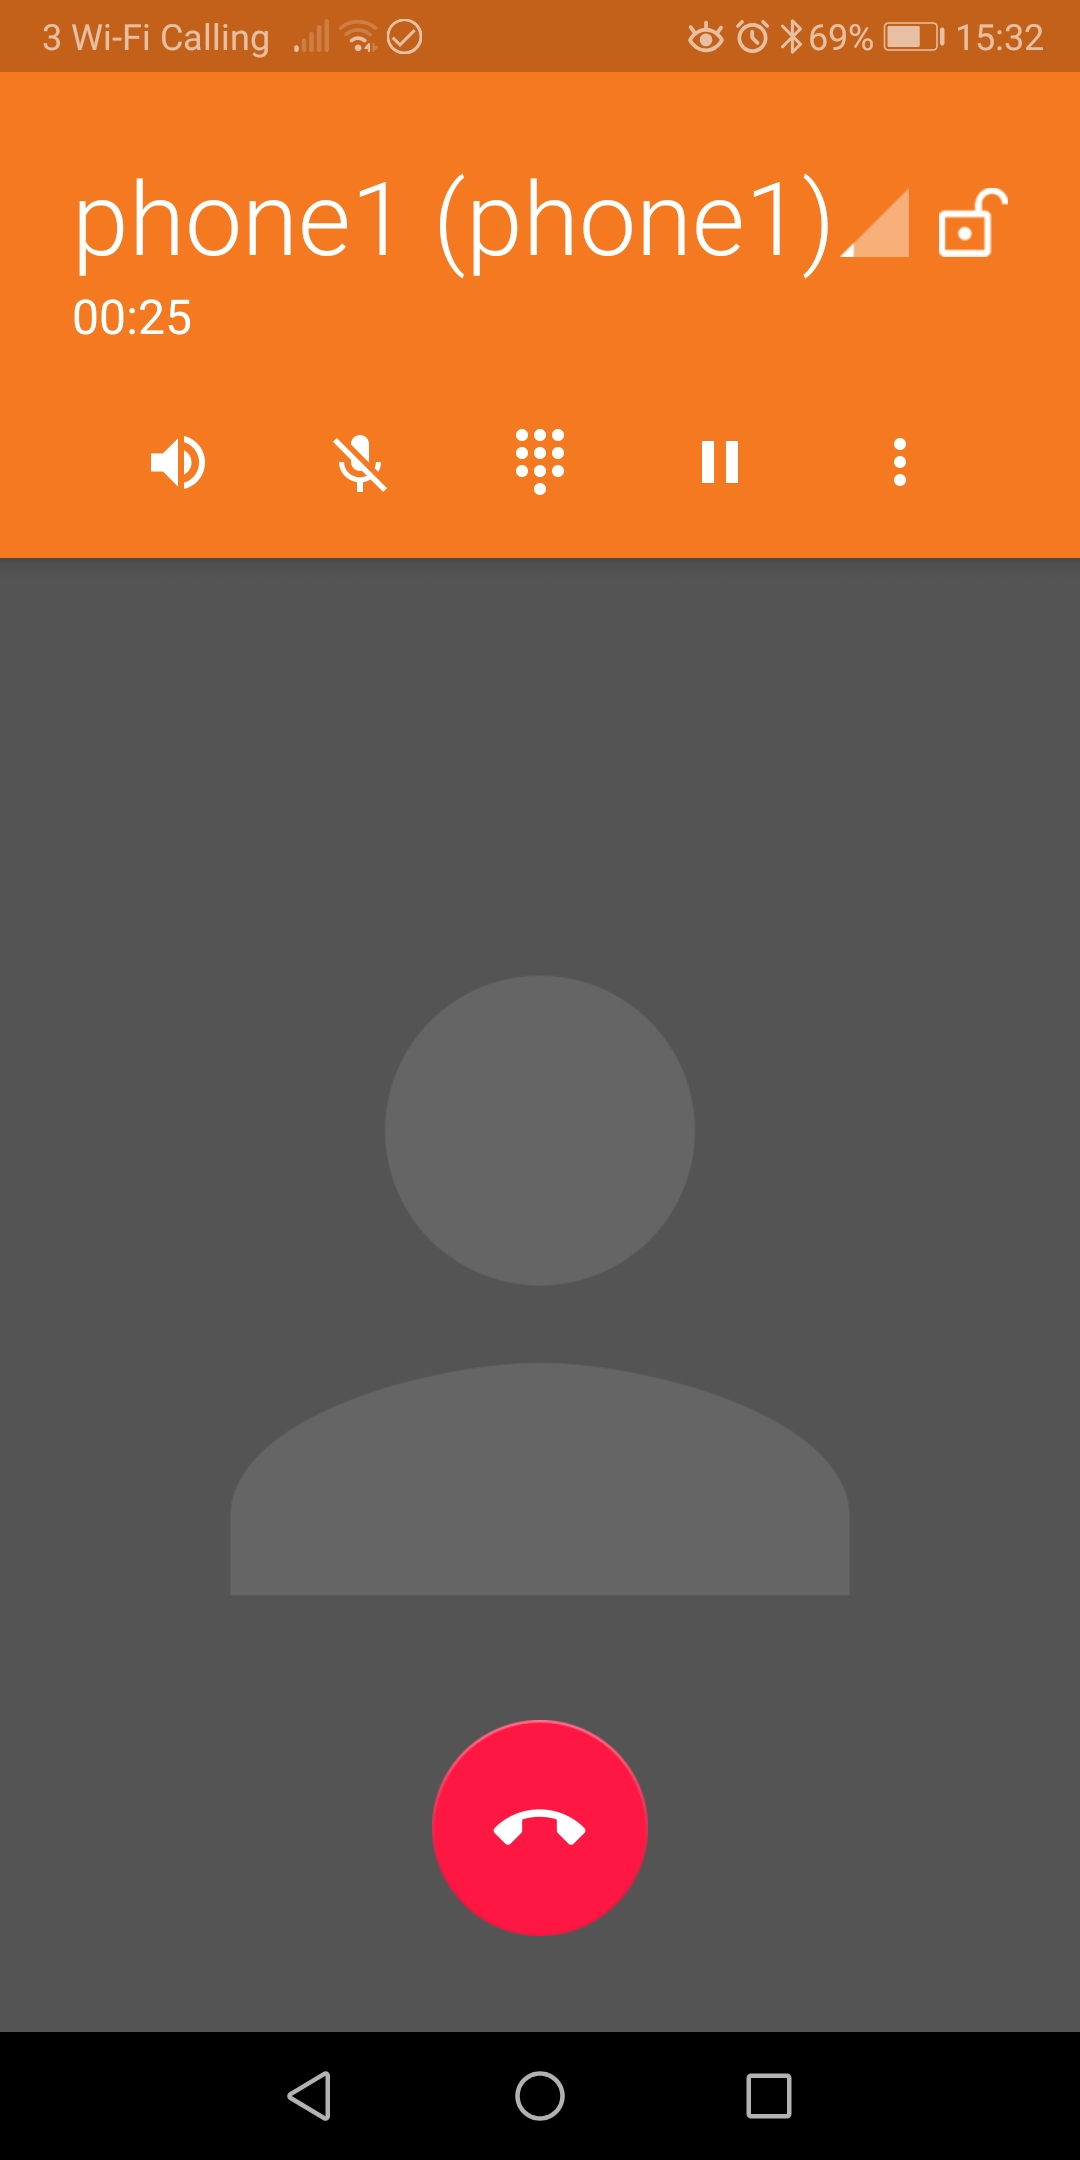 3 Wi-Fi Calling 69% 15:32
phone1 (phone1)
00:25